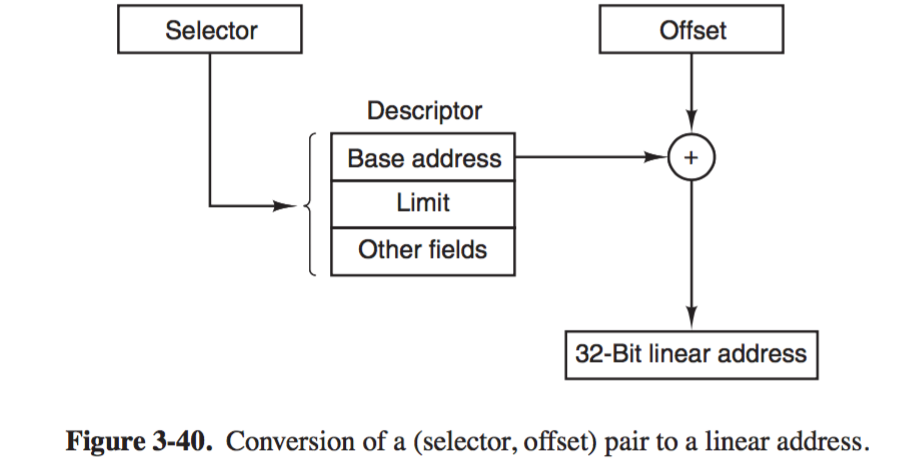 Selector
Offset
Descriptor
Base address
+
Limit
Other fields
32-Bit linear address
Figure 3-40. Conversion of a (selector, offset) pair to a linear address.